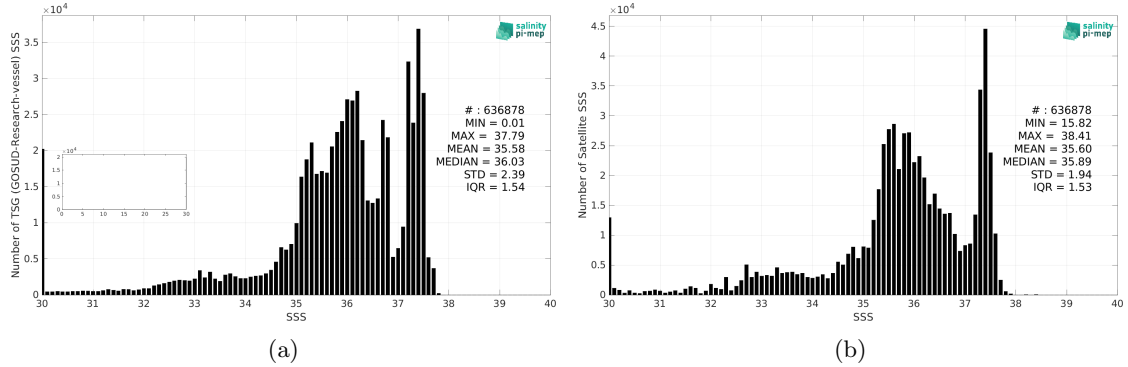 ×10⁴
4.5
4
3.5
3
2.5
2
1.5
1
0.5
0
Number of TSG (GOSUD-Research-vessel) SSS
salinity
pi-mep
# : 636878
MIN = 0.01
MAX = 37.79
MEAN = 35.58
MEDIAN = 36.03
STD = 2.39
IQR = 1.54
×10⁴
2
1.5
1
0.5
0
0 5 10 15 20 25 30
30 31 32 33 34 35 36 37 38 39 40
SSS
(a)
×10⁴
4.5
4
3.5
3
2.5
2
1.5
1
0.5
0
Number of Satellite SSS
salinity
pi-mep
# : 636878
MIN = 15.82
MAX = 38.41
MEAN = 35.60
MEDIAN = 35.89
STD = 1.94
IQR = 1.53
30 31 32 33 34 35 36 37 38 39 40
SSS
(b)